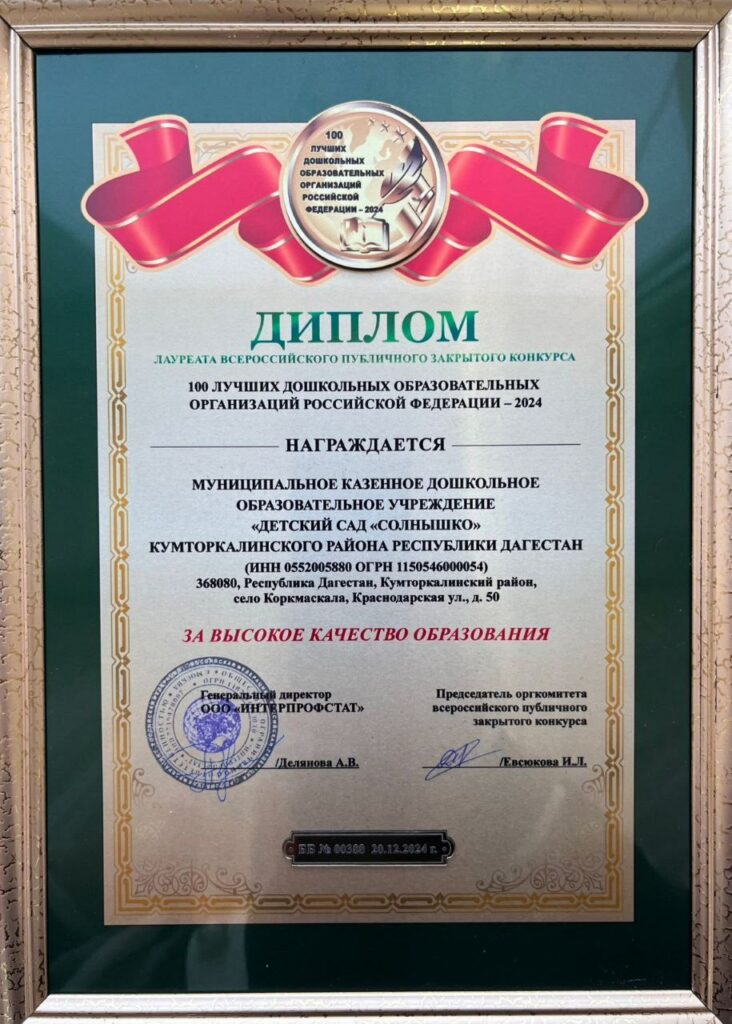 100
ЛУЧШИХ
ДОШКОЛЬНЫХ
ОБРАЗОВАТЕЛЬНЫХ
ОРГАНИЗАЦИЙ
РОССИЙСКОЙ
ФЕДЕРАЦИИ – 2024
ДИПЛОМ
ЛАУРЕАТА ВСЕРОССИЙСКОГО ПУБЛИЧНОГО ЗАКРЫТОГО КОНКУРСА
100 ЛУЧШИХ ДОШКОЛЬНЫХ ОБРАЗОВАТЕЛЬНЫХ
ОРГАНИЗАЦИЙ РОССИЙСКОЙ ФЕДЕРАЦИИ – 2024
НАГРАЖДАЕТСЯ
МУНИЦИПАЛЬНОЕ КАЗЕННОЕ ДОШКОЛЬНОЕ
ОБРАЗОВАТЕЛЬНОЕ УЧРЕЖДЕНИЕ
«ДЕТСКИЙ САД «СОЛНЫШКО»
КУМТОРКАЛИНСКОГО РАЙОНА РЕСПУБЛИКИ ДАГЕСТАН
(ИНН 0552005880 ОГРН 1150546000054)
368080, Республика Дагестан, Кумторкалинский район,
село Коркмаскала, Краснодарская ул., д. 50
ЗА ВЫСОКОЕ КАЧЕСТВО ОБРАЗОВАНИЯ
Генеральный директор
ООО «ИНТЕРПРОФСТАТ»
/Делянова А.В.
Председатель оргкомитета
всероссийского публичного
закрытого конкурса
/Евсюкова И.Л.
ББ № 00388 20.12.2024 г.